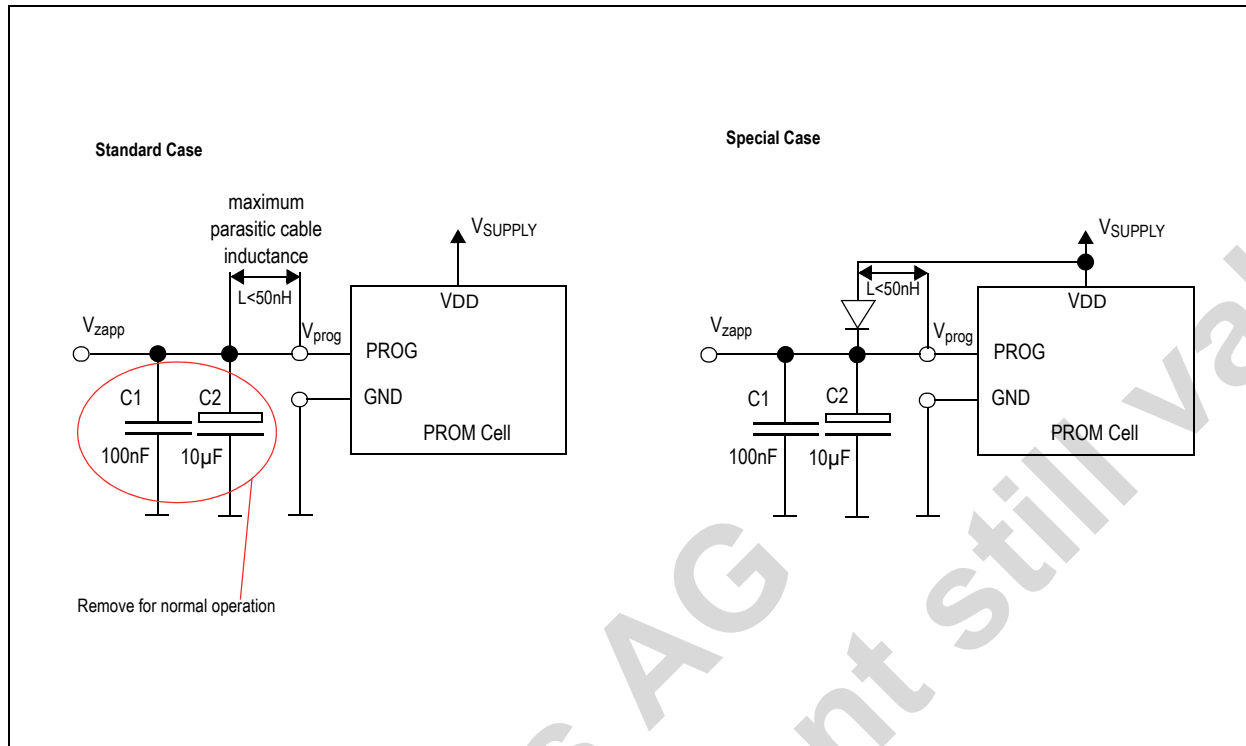 Standard Case
maximum
parasitic cable
inductance
L<50nH
VSUPPLY
VDD
Vzapp
Vprog
PROG
GND
C1
C2
100nF
10µF
PROM Cell
Remove for normal operation
Special Case
VSUPPLY
L<50nH
VDD
Vzapp
Vprog
PROG
GND
C1
C2
100nF
10µF
PROM Cell
AG
still